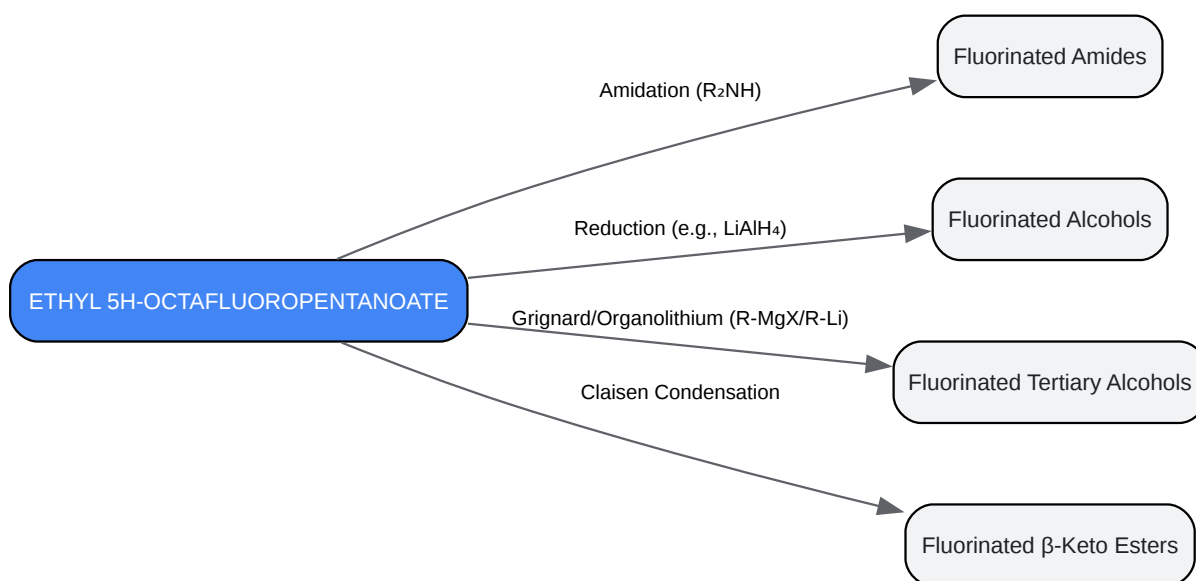 Fluorinated Amides
Amidation (R₂NH)
Fluorinated Alcohols
Reduction (e.g., LiAlH₄)
ETHYL 5H-OCTAFLUOROPENTANOATE
Grignard/Organolithium (R-MgX/R-Li)
Fluorinated Tertiary Alcohols
Claisen Condensation
Fluorinated β-Keto Esters